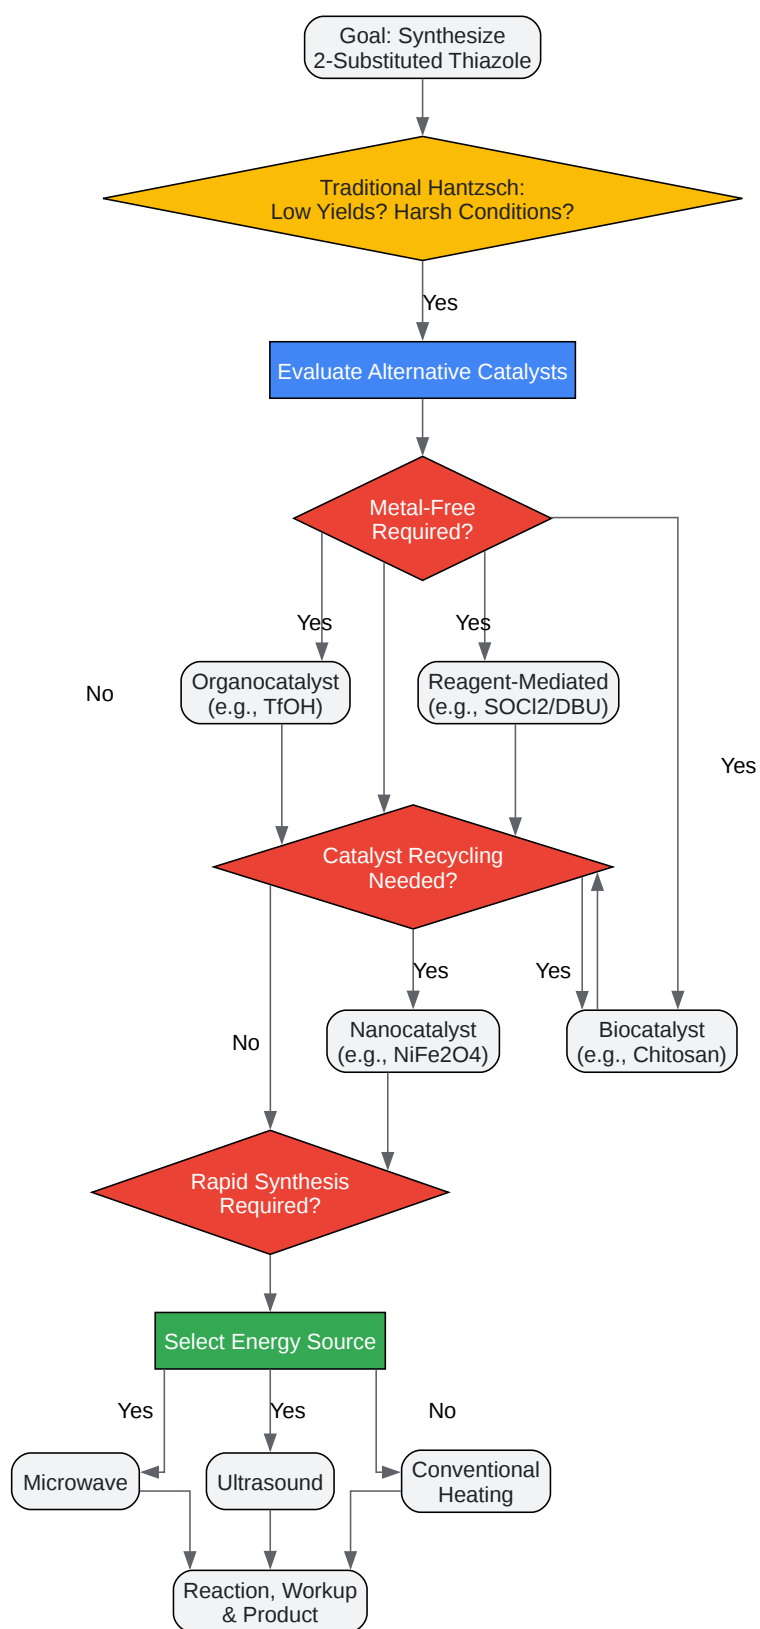 Goal: Synthesize
2-Substituted Thiazole
Traditional Hantzsch:
Low Yields? Harsh Conditions?
Yes
Evaluate Alternative Catalysts
Metal-Free
Required?
Yes
Yes
Organocatalyst
(e.g., TfOH)
Reagent-Mediated
(e.g., SOCl2/DBU)
No
Yes
Catalyst Recycling
Needed?
Yes
Yes
Nanocatalyst
(e.g., NiFe2O4)
Biocatalyst
(e.g., Chitosan)
No
Rapid Synthesis
Required?
Select Energy Source
Yes
Yes
No
Microwave
Ultrasound
Conventional
Heating
Reaction, Workup
& Product